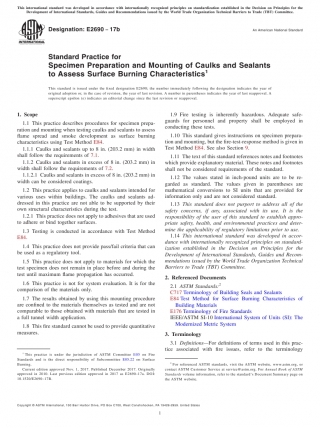 This international standard was developed in accordance with internationally recognized principles on standardization established in the Decision on Principles for the
Development of International Standards, Guides and Recommendations issued by the World Trade Organization Technical Barriers to Trade (TBT) Committee.
Designation: E2690 − 17b
An American National Standard
Standard Practice for
Specimen Preparation and Mounting of Caulks and Sealants
to Assess Surface Burning Characteristics1
This standard is issued under the fixed designation E2690; the number immediately following the designation indicates the year of
original adoption or, in the case of revision, the year of last revision. A number in parentheses indicates the year of last reapproval. A
superscript epsilon (ε) indicates an editorial change since the last revision or reapproval.
1. Scope
1.1 This practice describes procedures for specimen prepa-
ration and mounting when testing caulks and sealants to assess
flame spread and smoke development as surface burning
characteristics using Test Method E84.
1.1.1 Caulks and sealants up to 8 in. (203.2 mm) in width
shall follow the requirements of 7.1.
1.1.2 Caulks and sealants in excess of 8 in. (203.2 mm) in
width shall follow the requirements of 7.2.
1.1.2.1 Caulks and sealants in excess of 8 in. (203.2 mm) in
width can be considered coatings.
1.2 This practice applies to caulks and sealants intended for
various uses within buildings. The caulks and sealants ad-
dressed in this practice are not able to be supported by their
own structural characteristics during the test.
1.2.1 This practice does not apply to adhesives that are used
to adhere or bind together surfaces.
1.3 Testing is conducted in accordance with Test Method
E84.
1.4 This practice does not provide pass/fail criteria that can
be used as a regulatory tool.
1.5 This practice does not apply to materials for which the
test specimen does not remain in place before and during the
test until maximum flame propagation has occurred.
1.6 This practice is not for system evaluation. It is for the
comparison of the materials only.
1.7 The results obtained by using this mounting procedure
are confined to the materials themselves as tested and are not
comparable to those obtained with materials that are tested in
a full tunnel width application.
1.8 This fire standard cannot be used to provide quantitative
measures.
1 This practice is under the jurisdiction of ASTM Committee E05 on Fire
Standards and is the direct responsibility of Subcommittee E05.22 on Surface
Burning.
Current edition approved Nov. 1, 2017. Published December 2017. Originally
approved in 2010. Last previous edition approved in 2017 as
10.1520/E2690-17B.
1.9 Fire testing is inherently hazardous. Adequate safe-
guards for personnel and property shall be employed in
conducting these tests.
1.10 This standard gives instructions on specimen prepara-
tion and mounting, but the fire-test-response method is given in
Test Method E84. See also Section 9.
1.11 The text of this standard references notes and footnotes
which provide explanatory material. These notes and footnotes
shall not be considered requirements of the standard.
1.12 The values stated in inch-pound units are to be re-
garded as standard. The values given in parentheses are
mathematical conversions to SI units that are provided for
information only and are not considered standard.
1.13 This standard does not purport to address all of the
safety concerns, if any, associated with its use. It is the
responsibility of the user of this standard to establish appro-
priate safety, health, and environmental practices and deter-
mine the applicability of regulatory limitations prior to use.
1.14 This international standard was developed in accor-
dance with internationally recognized principles on standard-
ization established in the Decision on Principles for the
Development of International Standards, Guides and Recom-
mendations issued by the World Trade Organization Technical
Barriers to Trade (TBT) Committee.
2. Referenced Documents
2.1 ASTM Standards:2
C717 Terminology of Building Seals and Sealants
E84 Test Method for Surface Burning Characteristics of
Building Materials
E176 Terminology of Fire Standards
IEEE/ASTM SI-10 International System of Units (SI) The
Modernized Metric System
3. Terminology
3.1 Definitions—For definitions of terms used in this prac-
tice associated with fire issues, refer to the terminology
2 For referenced ASTM standards, visit the ASTM website, www.astm.org, or
contact ASTM Customer Service at service@astm.org. For Annual Book of ASTM
Standards volume information, refer to the standard's Document Summary page on
the ASTM website.
1